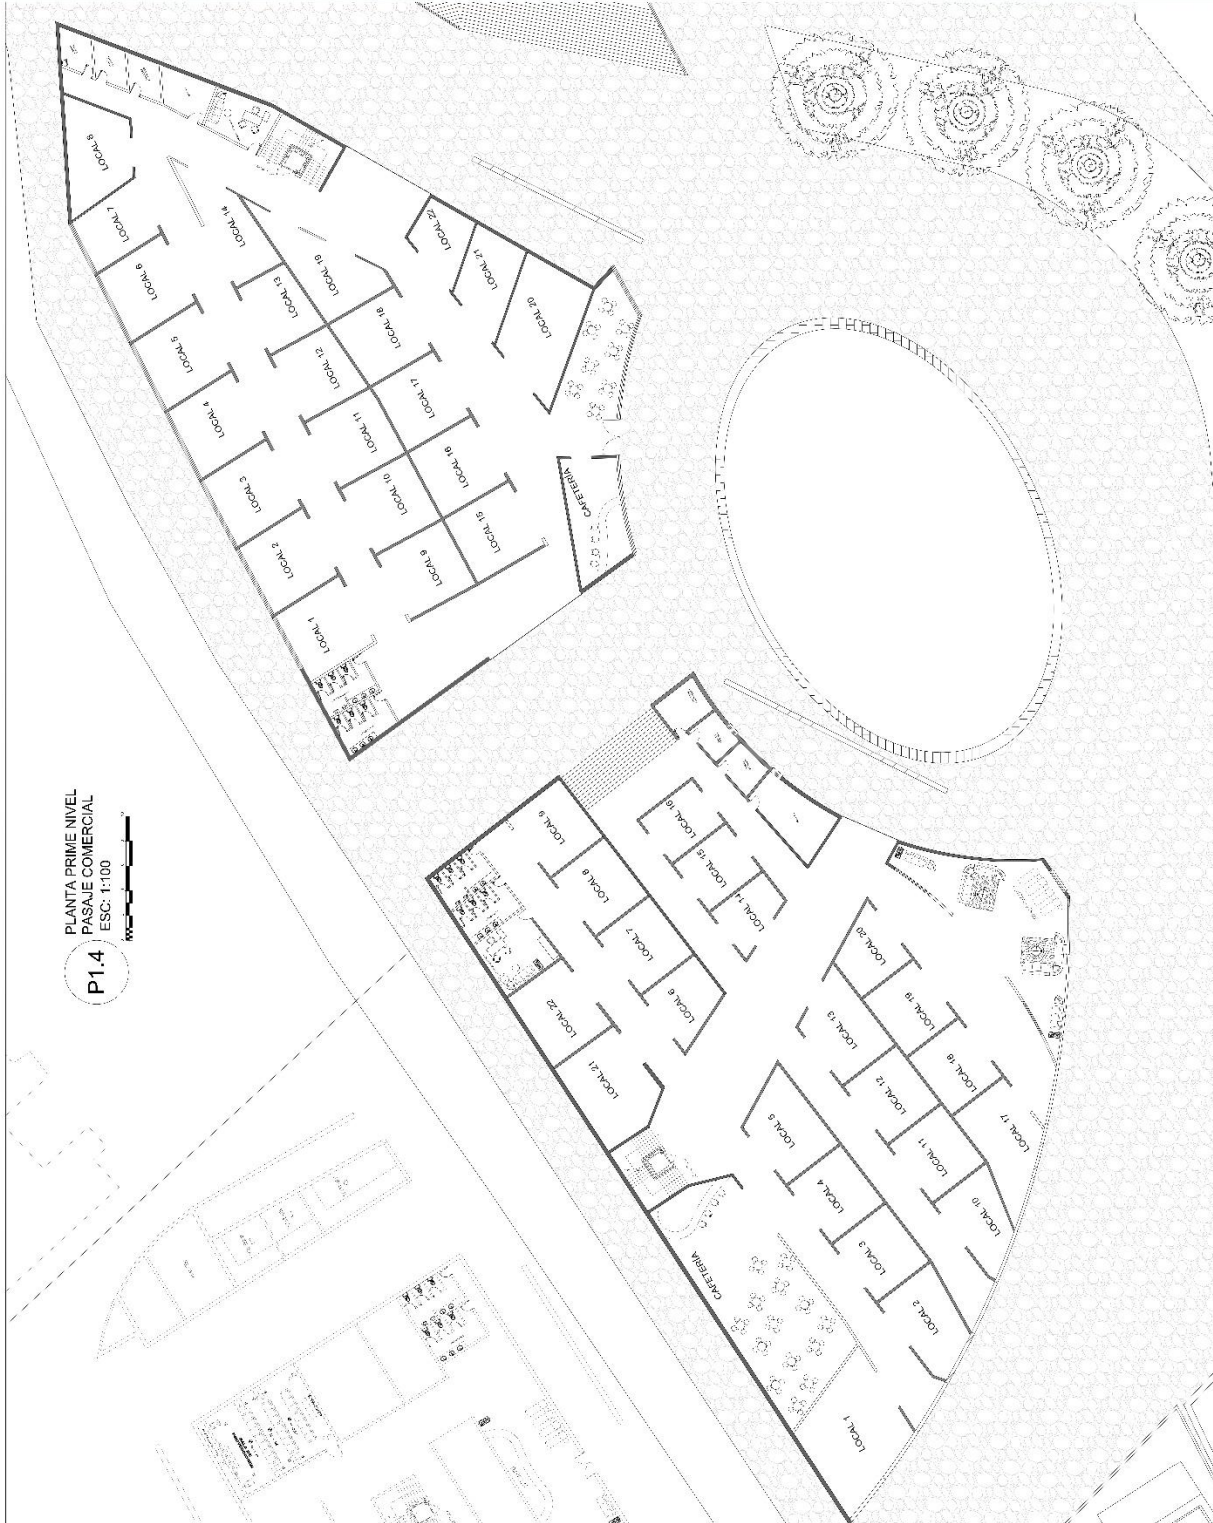 PLANTA PRIME NIVEL
PASAJE COMERCIAL
ESC: 1:100
P1.4
LOCAL 8
LOCAL 7
LOCAL 6
LOCAL 5
LOCAL 4
LOCAL 3
LOCAL 2
LOCAL 1
LOCAL 14
LOCAL 13
LOCAL 12
LOCAL 11
LOCAL 10
LOCAL 9
LOCAL 19
LOCAL 18
LOCAL 17
LOCAL 16
LOCAL 15
LOCAL 22
LOCAL 21
LOCAL 20
CAFETERÍA
LOCAL 9
LOCAL 8
LOCAL 7
LOCAL 6
LOCAL 22
LOCAL 21
LOCAL 16
LOCAL 15
LOCAL 14
LOCAL 20
LOCAL 19
LOCAL 18
LOCAL 17
LOCAL 13
LOCAL 12
LOCAL 11
LOCAL 10
LOCAL 5
LOCAL 4
LOCAL 3
LOCAL 2
LOCAL 1
CAFETERÍA